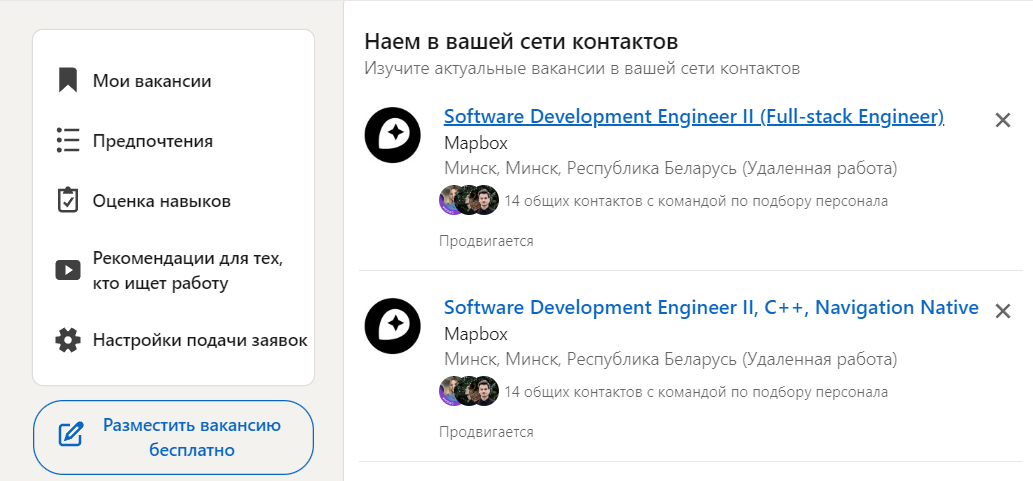 Мои вакансии
Предпочтения
Оценка навыков
Рекомендации для тех,
кто ищет работу
Настройки подачи заявок
Разместить вакансию
бесплатно
Наем в вашей сети контактов
Изучите актуальные вакансии в вашей сети контактов
Software Development Engineer II (Full-stack Engineer)
Mapbox
Минск, Минск, Республика Беларусь (Удаленная работа)
14 общих контактов с командой по подбору персонала
Продвигается
Software Development Engineer II, C++, Navigation Native
Mapbox
Минск, Минск, Республика Беларусь (Удаленная работа)
14 общих контактов с командой по подбору персонала
Продвигается